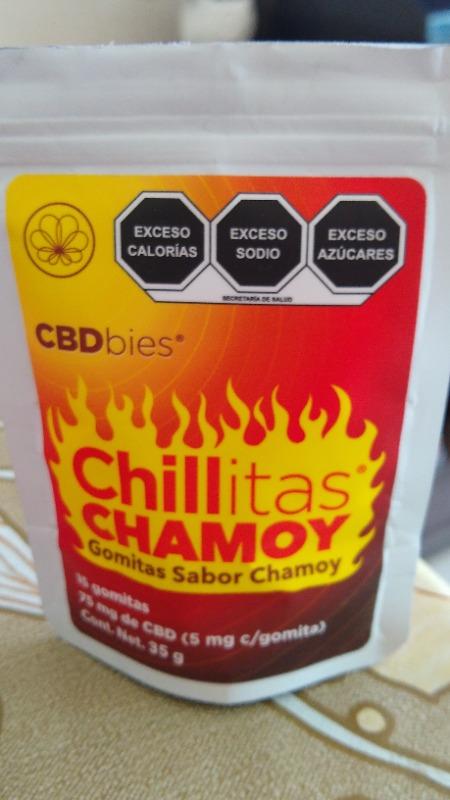 EXCESO
CALORÍAS
EXCESO
SODIO
EXCESO
AZÚCARES
SECRETARÍA DE SALUD
CBDbies®
Chillitas®
CHAMOY
Gomitas Sabor Chamoy
15 gomitas
75 mg de CBD (5 mg c/gomita)
Cont. Net. 35 g